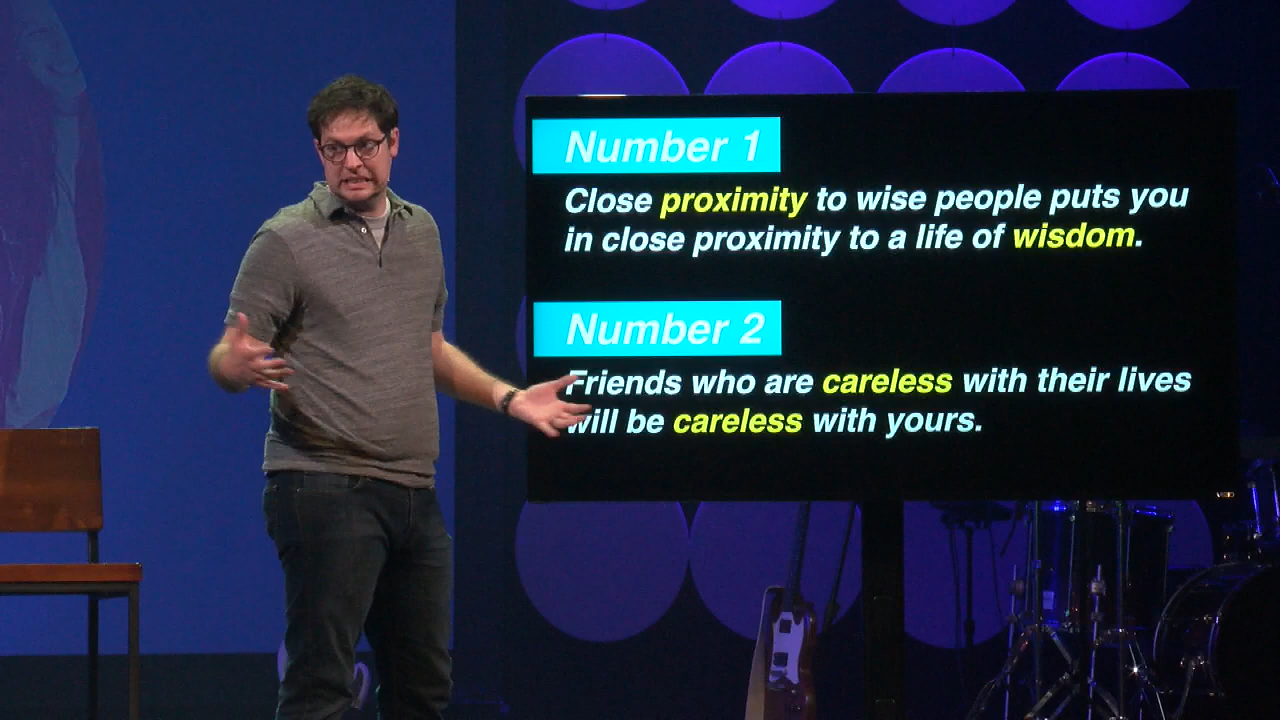 Number 1
Close proximity to wise people puts you
in close proximity to a life of wisdom.
Number 2
Friends who are careless with their lives
will be careless with yours.